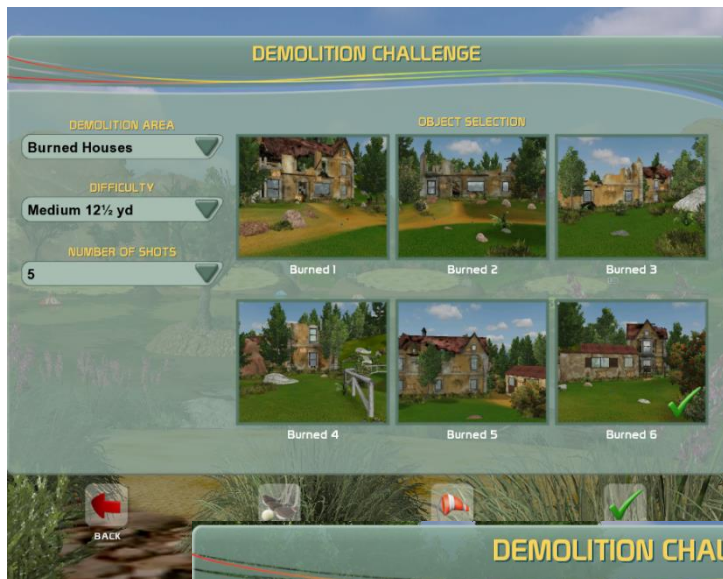 DEMOLITION CHALLENGE
DEMOLITION AREA
Burned Houses
DIFFICULTY
Medium 12½ yd
NUMBER OF SHOTS
5
OBJECT SELECTION
Burned 1
Burned 2
Burned 3
Burned 4
Burned 5
Burned 6
BACK
DEMOLITION CHAL